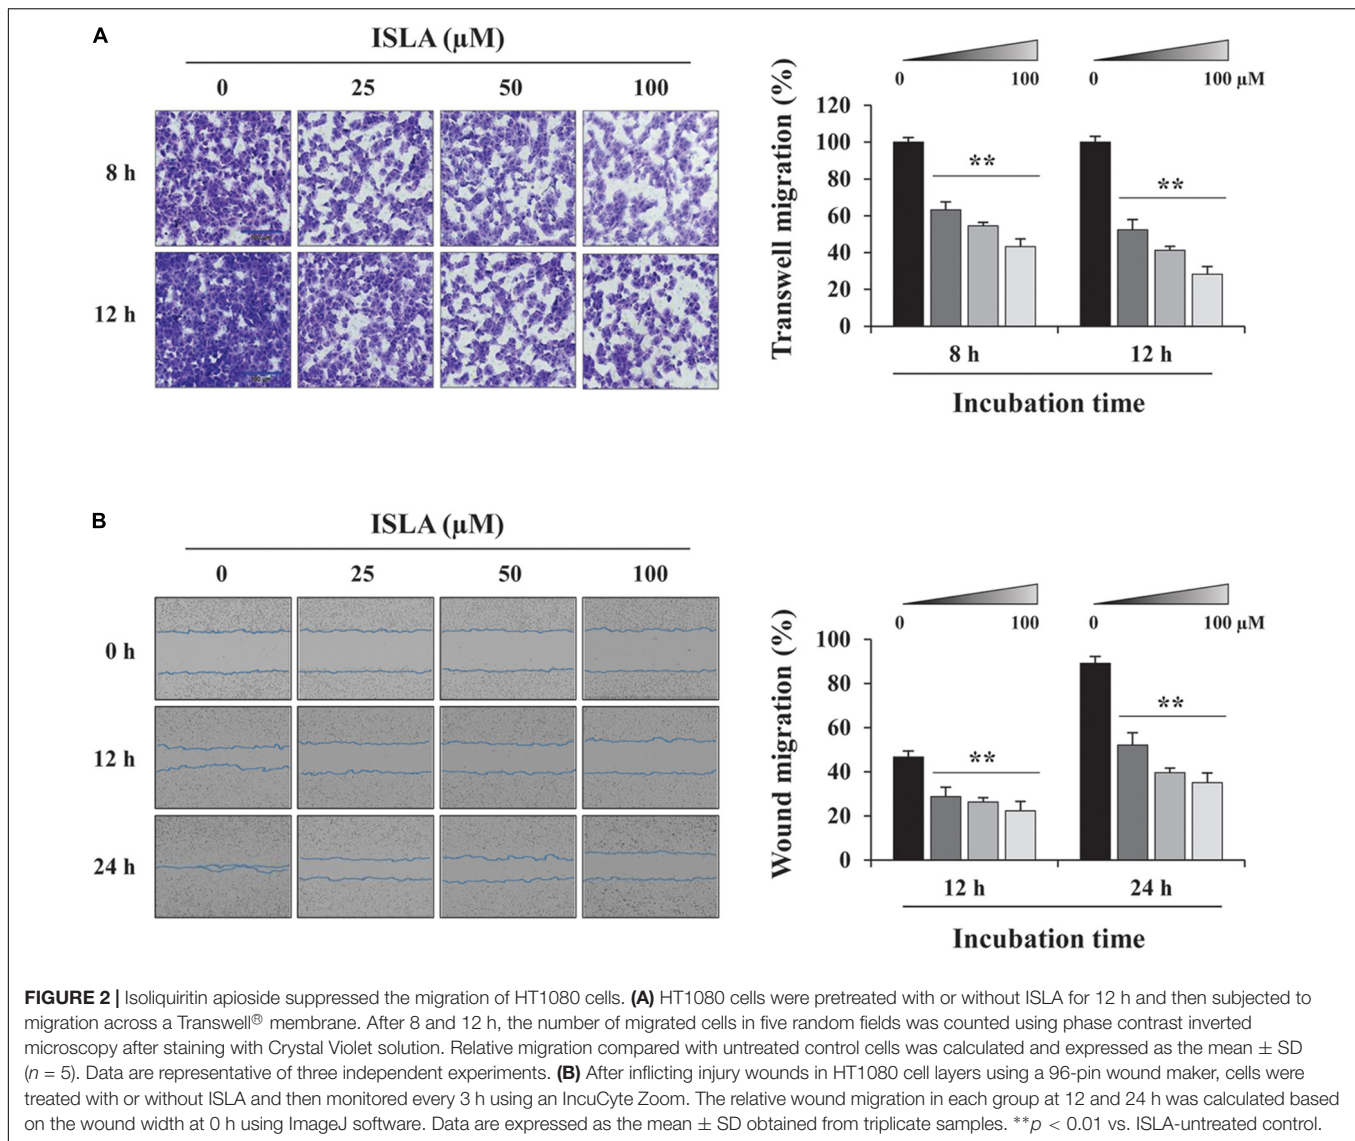 A
ISLA (µM)
0 25 50 100
8 h
12 h
Transwell migration (%)
0 100 0 100 µM
120
100
80
60
40
20
0
**
**
8 h 12 h
Incubation time
B
ISLA (µM)
0 25 50 100
0 h
12 h
24 h
Wound migration (%)
0 100 0 100 µM
100
80
60
40
20
0
**
**
12 h 24 h
Incubation time
FIGURE 2 | Isoliquiritin apioside suppressed the migration of HT1080 cells. (A) HT1080 cells were pretreated with or without ISLA for 12 h and then subjected to
migration across a Transwell® membrane. After 8 and 12 h, the number of migrated cells in five random fields was counted using phase contrast inverted
microscopy after staining with Crystal Violet solution. Relative migration compared with untreated control cells was calculated and expressed as the mean ± SD
(n = 5). Data are representative of three independent experiments. (B) After inflicting injury wounds in HT1080 cell layers using a 96-pin wound maker, cells were
treated with or without ISLA and then monitored every 3 h using an IncuCyte Zoom. The relative wound migration in each group at 12 and 24 h was calculated based
on the wound width at 0 h using ImageJ software. Data are expressed as the mean ± SD obtained from triplicate samples. **p < 0.01 vs. ISLA-untreated control.